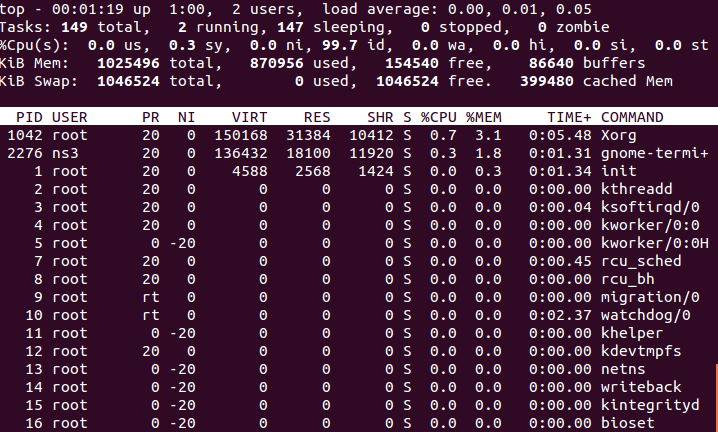 top - 00:01:19 up  1:00,  2 users,  load average: 0.00, 0.01, 0.05
Tasks: 149 total,   2 running, 147 sleeping,   0 stopped,   0 zombie
%Cpu(s):  0.0 us,  0.3 sy,  0.0 ni, 99.7 id,  0.0 wa,  0.0 hi,  0.0 si,  0.0 st
KiB Mem:   1025496 total,   870956 used,   154540 free,    86640 buffers
KiB Swap:  1046524 total,        0 used,  1046524 free.   399480 cached Mem
  PID USER      PR  NI    VIRT    RES    SHR S %CPU %MEM     TIME+ COMMAND
 1042 root      20   0  150168  31384  10412 S  0.7  3.1   0:05.48 Xorg
 2276 ns3       20   0  136432  18100  11920 S  0.3  1.8   0:01.31 gnome-termi+
    1 root      20   0    4588   2568   1424 S  0.0  0.3   0:01.34 init
    2 root      20   0       0      0      0 S  0.0  0.0   0:00.00 kthreadd
    3 root      20   0       0      0      0 S  0.0  0.0   0:00.04 ksoftirqd/0
    4 root      20   0       0      0      0 S  0.0  0.0   0:00.00 kworker/0:0
    5 root       0 -20       0      0      0 S  0.0  0.0   0:00.00 kworker/0:0H
    7 root      20   0       0      0      0 S  0.0  0.0   0:00.45 rcu_sched
    8 root      20   0       0      0      0 S  0.0  0.0   0:00.00 rcu_bh
    9 root      rt   0       0      0      0 S  0.0  0.0   0:00.00 migration/0
   10 root      rt   0       0      0      0 S  0.0  0.0   0:02.37 watchdog/0
   11 root       0 -20       0      0      0 S  0.0  0.0   0:00.00 khelper
   12 root      20   0       0      0      0 S  0.0  0.0   0:00.00 kdevtmpfs
   13 root       0 -20       0      0      0 S  0.0  0.0   0:00.00 netns
   14 root       0 -20       0      0      0 S  0.0  0.0   0:00.00 writeback
   15 root       0 -20       0      0      0 S  0.0  0.0   0:00.00 kintegrityd
   16 root       0 -20       0      0      0 S  0.0  0.0   0:00.00 bioset